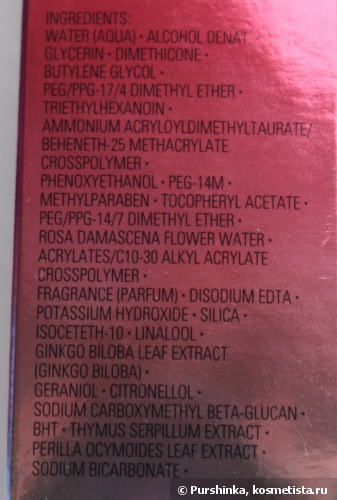 INGREDIENTS:
WATER (AQUA) • ALCOHOL DENAT •
GLYCERIN • DIMETHICONE •
BUTYLENE GLYCOL •
PEG/PPG-17/4 DIMETHYL ETHER •
TRIETHYLHEXANOIN •
AMMONIUM ACRYLOYLDIMETHYLTAURATE/
BEHENETH-25 METHACRYLATE
CROSSPOLYMER •
PHENOXYETHANOL • PEG-14M •
METHYLPARABEN • TOCOPHERYL ACETATE •
PEG/PPG-14/7 DIMETHYL ETHER •
ROSA DAMASCENA FLOWER WATER •
ACRYLATES/C10-30 ALKYL ACRYLATE
CROSSPOLYMER •
FRAGRANCE (PARFUM) • DISODIUM EDTA •
POTASSIUM HYDROXIDE • SILICA •
ISOCETETH-10 • LINALOOL •
GINKGO BILOBA LEAF EXTRACT
(GINKGO BILOBA) •
GERANIOL • CITRONELLOL •
SODIUM CARBOXYMETHYL BETA-GLUCAN •
BHT • THYMUS SERPILLUM EXTRACT •
PERILLA OCYMOIDES LEAF EXTRACT •
SODIUM BICARBONATE •
© Purshinka, kosmetista.ru